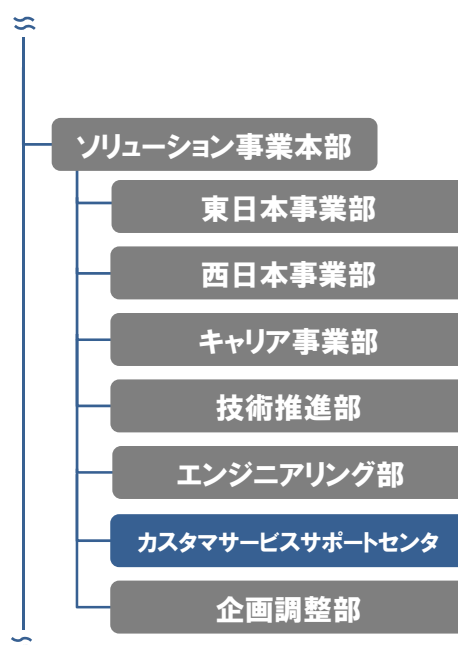 ソリューション事業本部
東日本事業部
西日本事業部
キャリア事業部
技術推進部
エンジニアリング部
カスタマサービスサポートセンタ
企画調整部